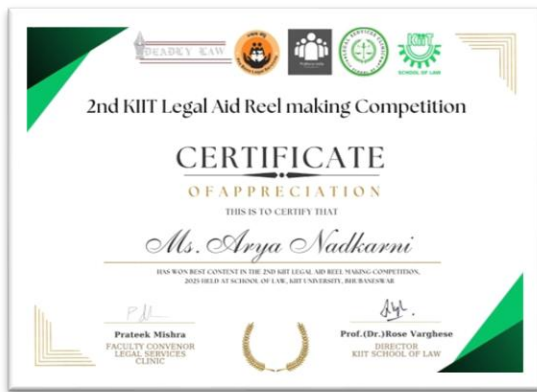 DEADLY LAW
SCHOOL OF LAW
2nd KIIT Legal Aid Reel making Competition
CERTIFICATE
OF APPRECIATION
THIS IS TO CERTIFY THAT
Ms. Arya Nadkarni
HAS WON BEST CONTENT IN THE 2ND KIIT LEGAL AID REEL MAKING COMPETITION,
2025 HELD AT SCHOOL OF LAW, KIIT UNIVERSITY, BHUBANESWAR
Prateek Mishra
FACULTY CONVENOR
LEGAL SERVICES
CLINIC
Prof.(Dr.)Rose Varghese
DIRECTOR
KIIT SCHOOL OF LAW